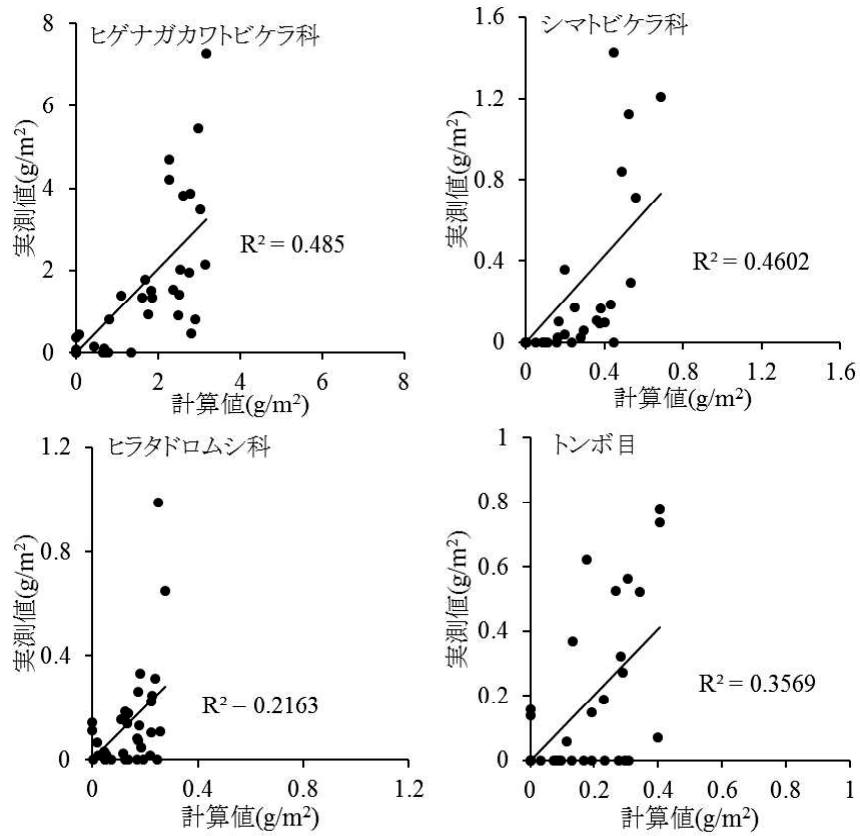 ヒゲナガカワトビケラ科
実測値(g/m²)
8
6
4
2
0
R² = 0.485
0 2 4 6 8
計算値(g/m²)
シマトビケラ科
実測値(g/m²)
1.6
1.2
0.8
0.4
0
R² = 0.4602
0 0.4 0.8 1.2 1.6
計算値(g/m²)
ヒラタドロムシ科
実測値(g/m²)
1.2
0.8
0.4
0
R² − 0.2163
0 0.4 0.8 1.2
計算値(g/m²)
トンボ目
実測値(g/m²)
1
0.8
0.6
0.4
0.2
0
R² = 0.3569
0 0.2 0.4 0.6 0.8 1
計算値(g/m²)